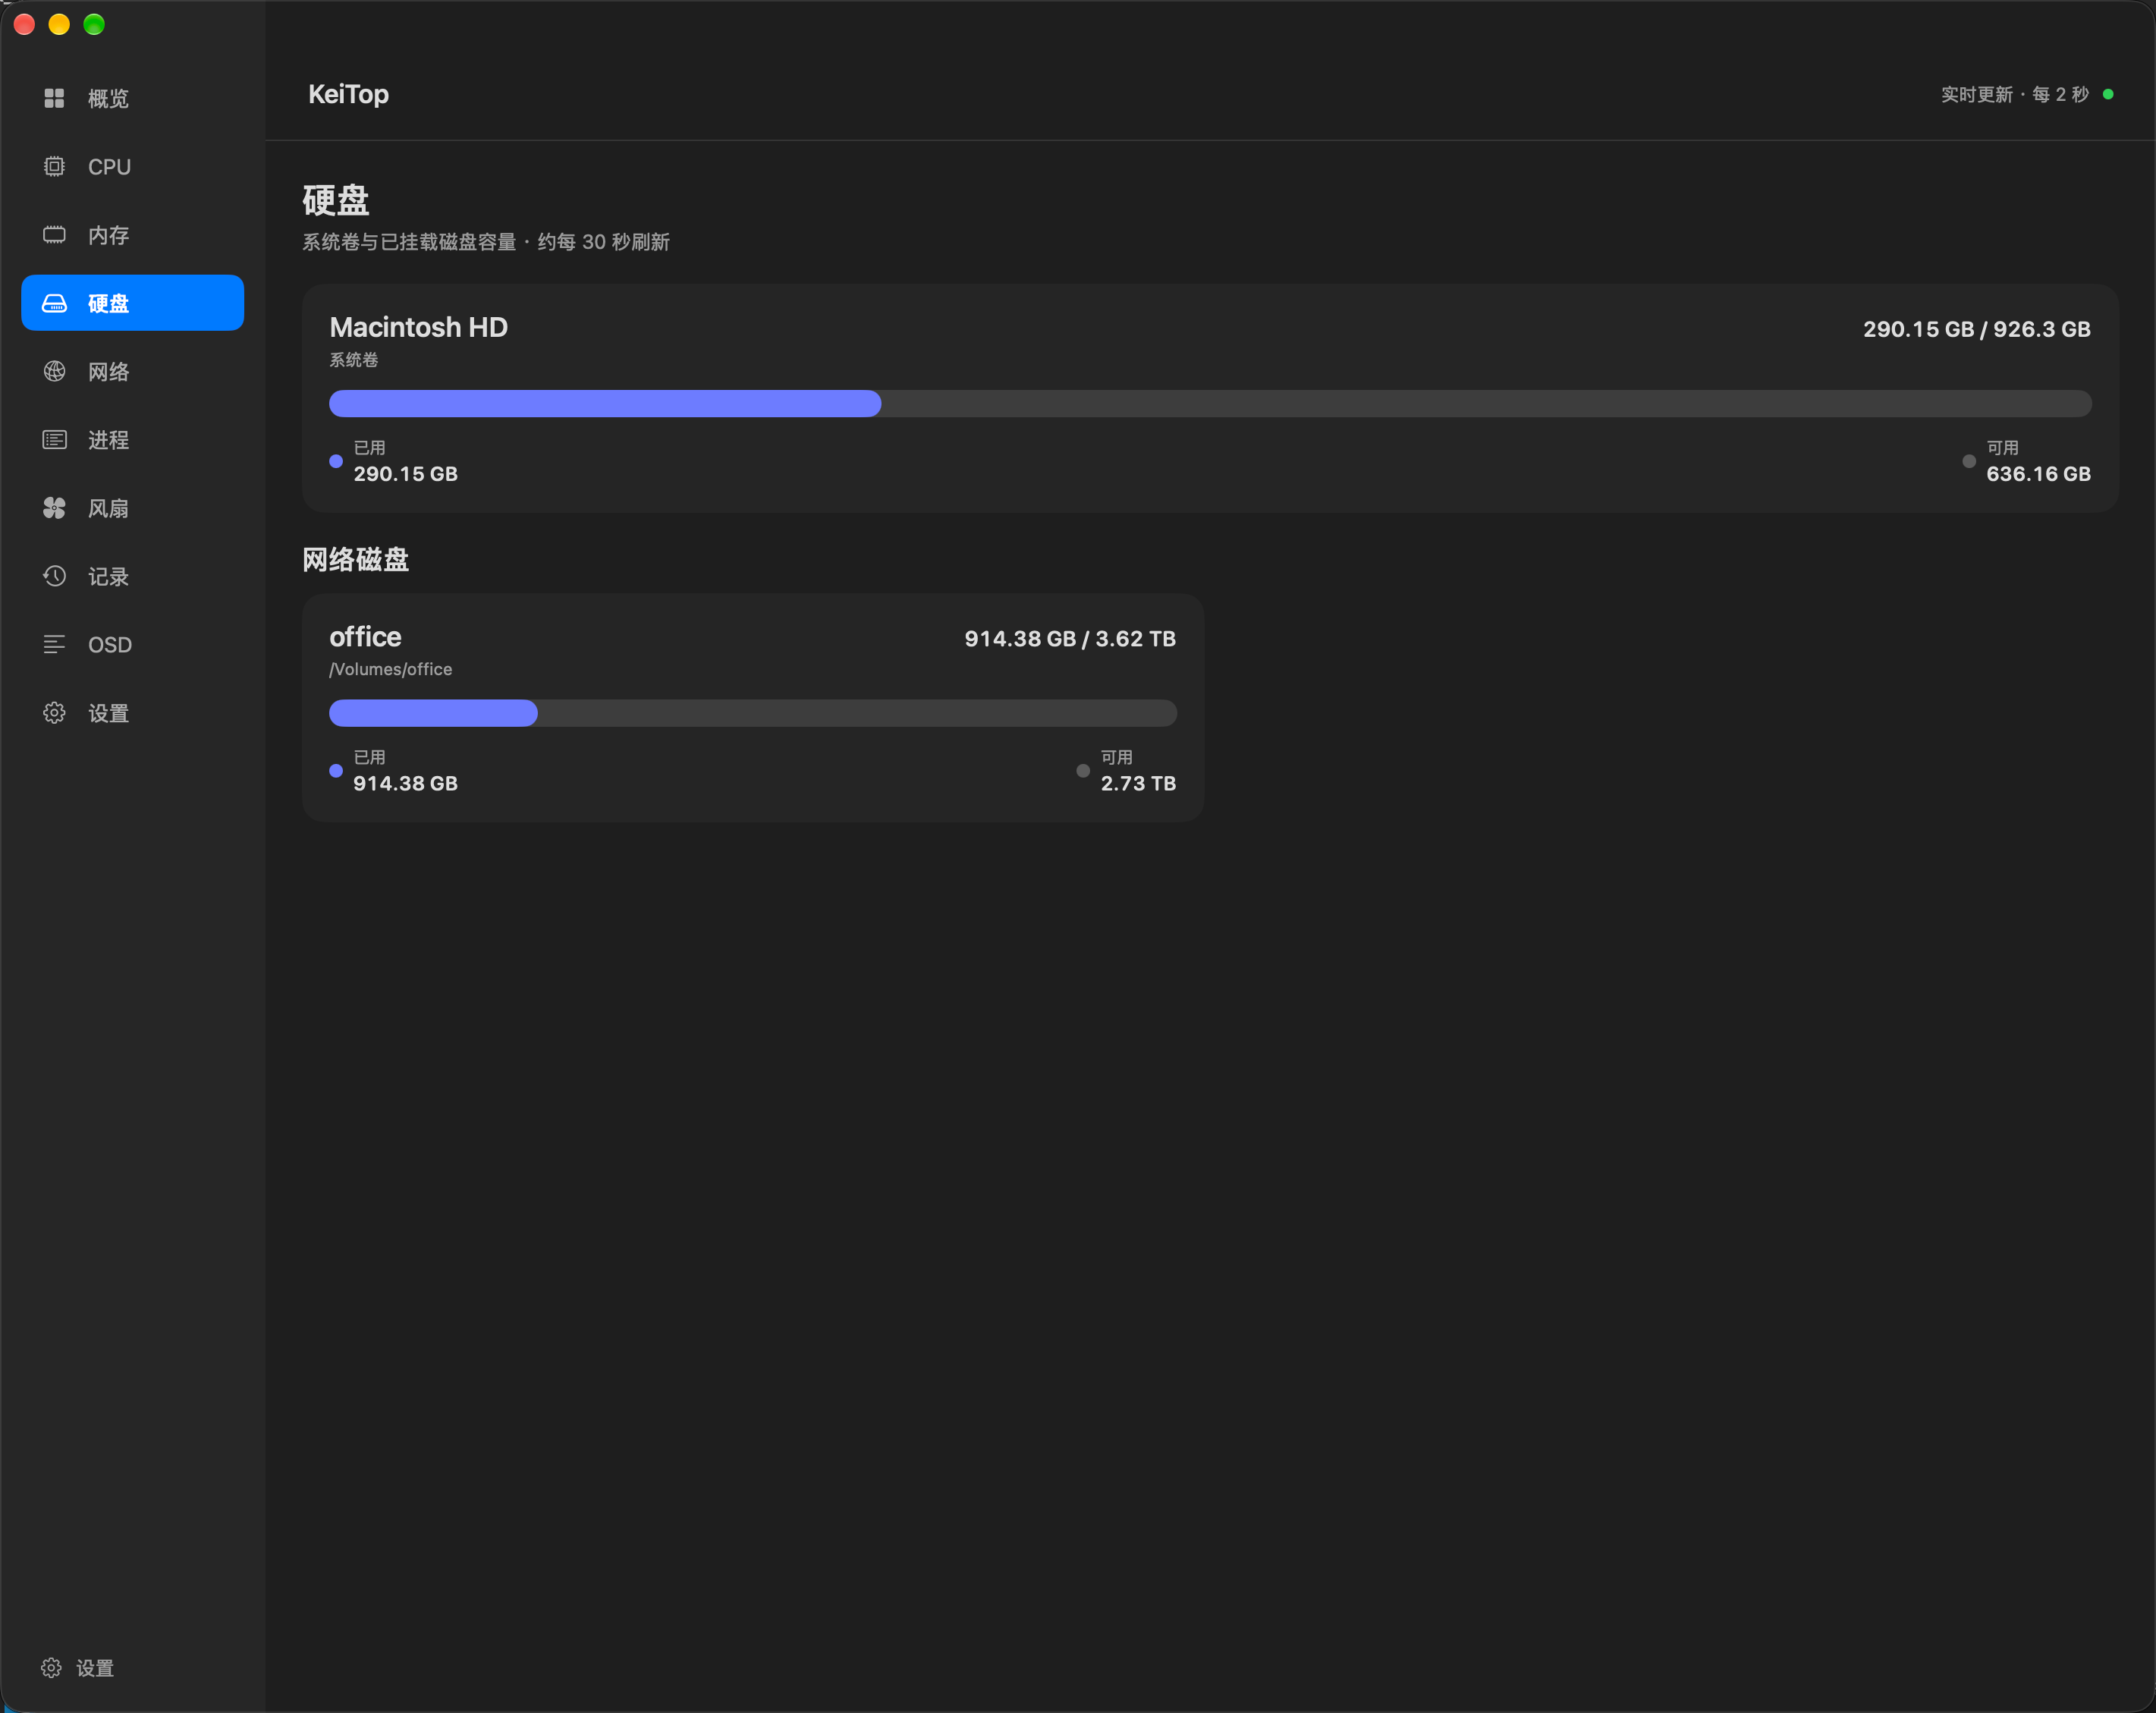 概览
CPU
内存
硬盘
网络
进程
风扇
记录
OSD
设置
设置
KeiTop
实时更新 · 每 2 秒
硬盘
系统卷与已挂载磁盘容量 · 约每 30 秒刷新
Macintosh HD
290.15 GB / 926.3 GB
系统卷
已用
290.15 GB
可用
636.16 GB
网络磁盘
office
914.38 GB / 3.62 TB
/Volumes/office
已用
914.38 GB
可用
2.73 TB